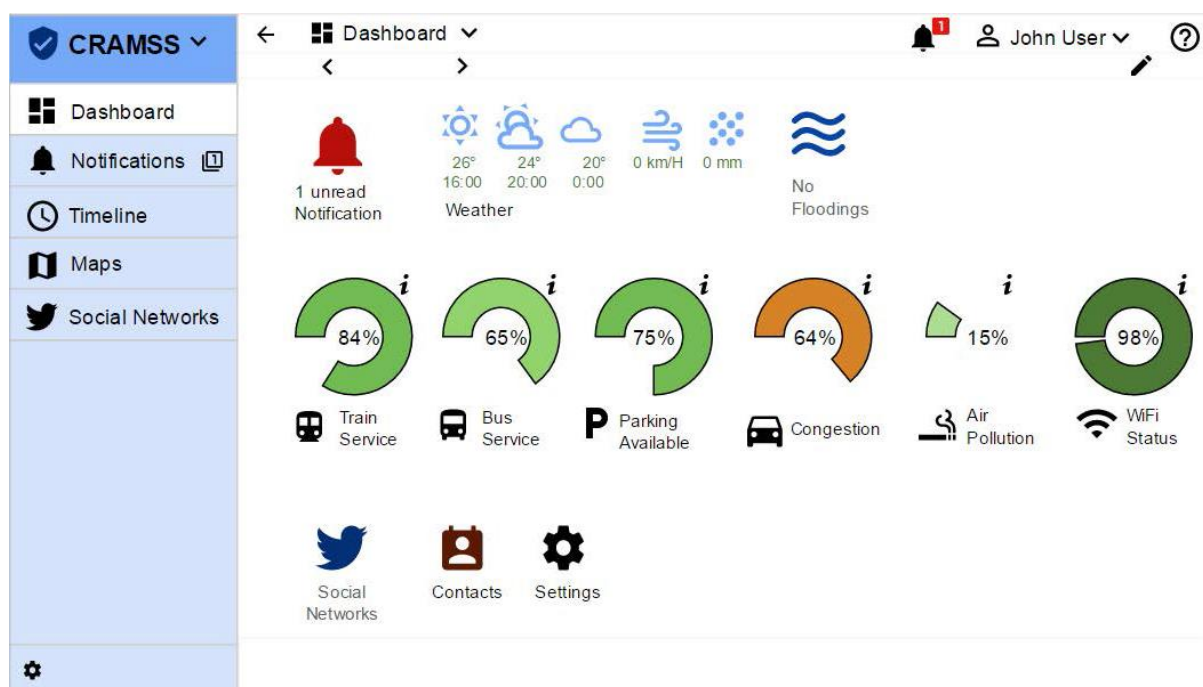 CRAMSS
Dashboard
Notifications 1
Timeline
Maps
Social Networks
Dashboard
1
John User
?
1 unread
Notification
26° 24° 20° 0 km/H 0 mm
16:00 20:00 0:00
Weather
No
Floodings
i i i i i i
84% 65% 75% 64% 15% 98%
Train
Service
Bus
Service
P
Parking
Available
Congestion
Air
Pollution
WiFi
Status
Social
Networks
Contacts
Settings